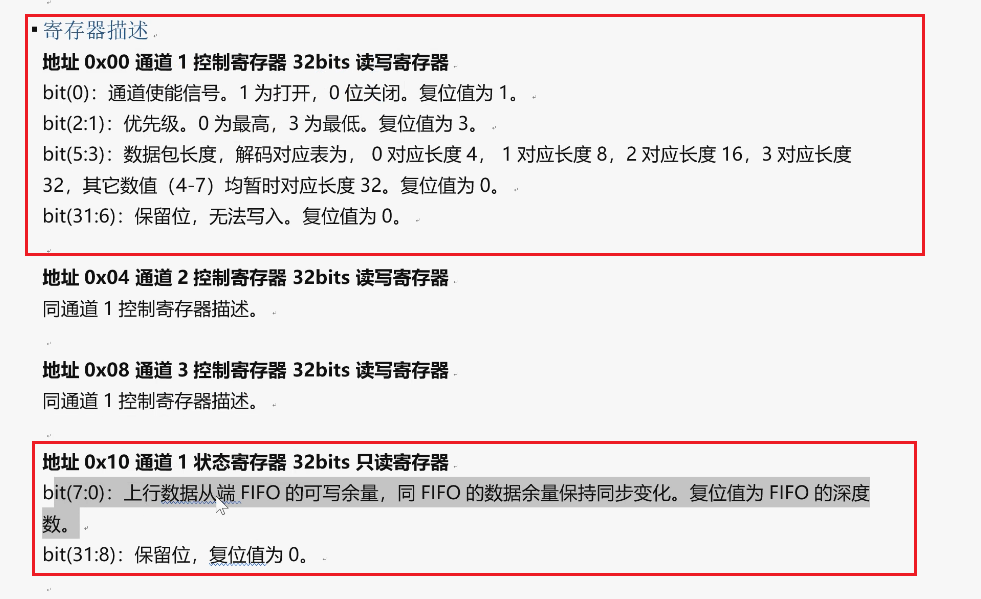 寄存器描述
地址 0x00 通道 1 控制寄存器 32bits 读写寄存器
bit(0)：通道使能信号。1 为打开，0 位关闭。复位值为 1。
bit(2:1)：优先级。0 为最高，3 为最低。复位值为 3。
bit(5:3)：数据包长度，解码对应表为， 0 对应长度 4， 1 对应长度 8，2 对应长度 16，3 对应长度
32，其它数值（4-7）均暂时对应长度 32。复位值为 0。
bit(31:6)：保留位，无法写入。复位值为 0。
地址 0x04 通道 2 控制寄存器 32bits 读写寄存器
同通道 1 控制寄存器描述。
地址 0x08 通道 3 控制寄存器 32bits 读写寄存器
同通道 1 控制寄存器描述。
地址 0x10 通道 1 状态寄存器 32bits 只读寄存器
bit(7:0)：上行数据从端 FIFO 的可写余量，同 FIFO 的数据余量保持同步变化。复位值为 FIFO 的深度
数。
bit(31:8)：保留位，复位值为 0。